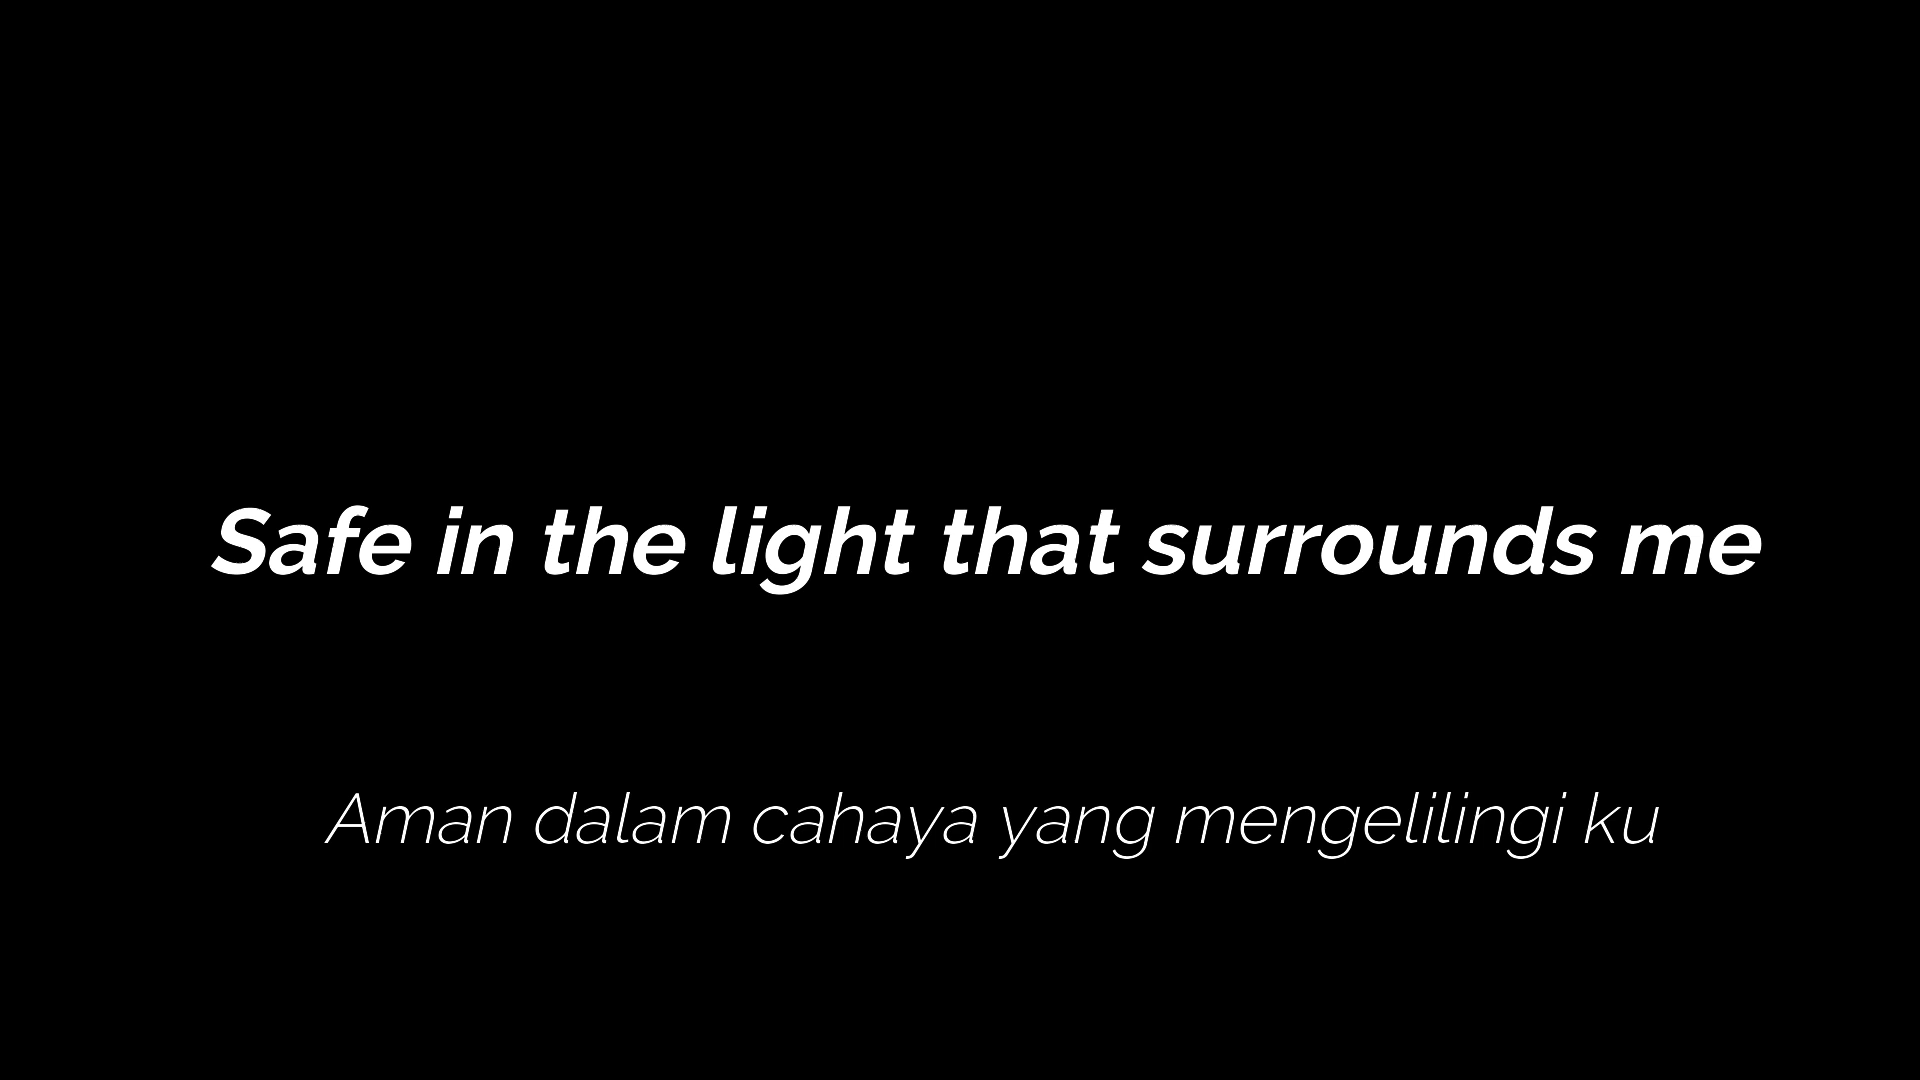 Safe in the light that surrounds me
Aman dalam cahaya yang mengelilingi ku